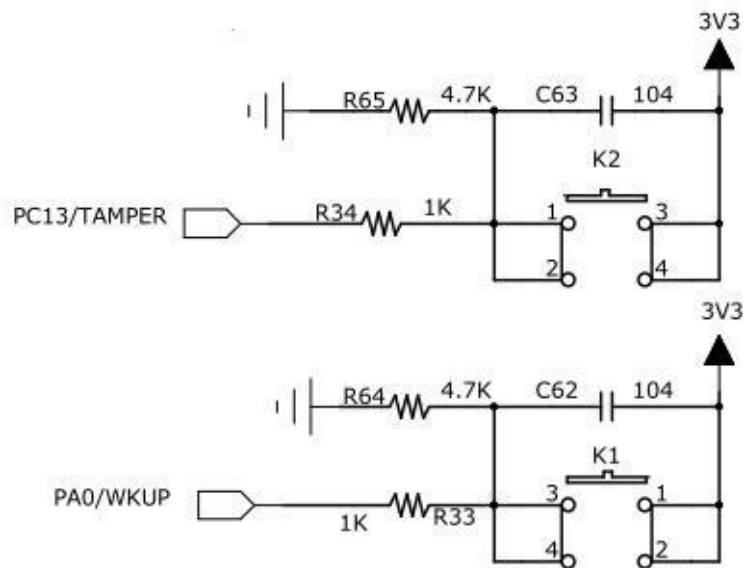 3V3
R65 4.7K C63 104
K2
PC13/TAMPER R34 1K 1 3
2 4
3V3
R64 4.7K C62 104
K1
PA0/WKUP 1K R33 3 1
4 2